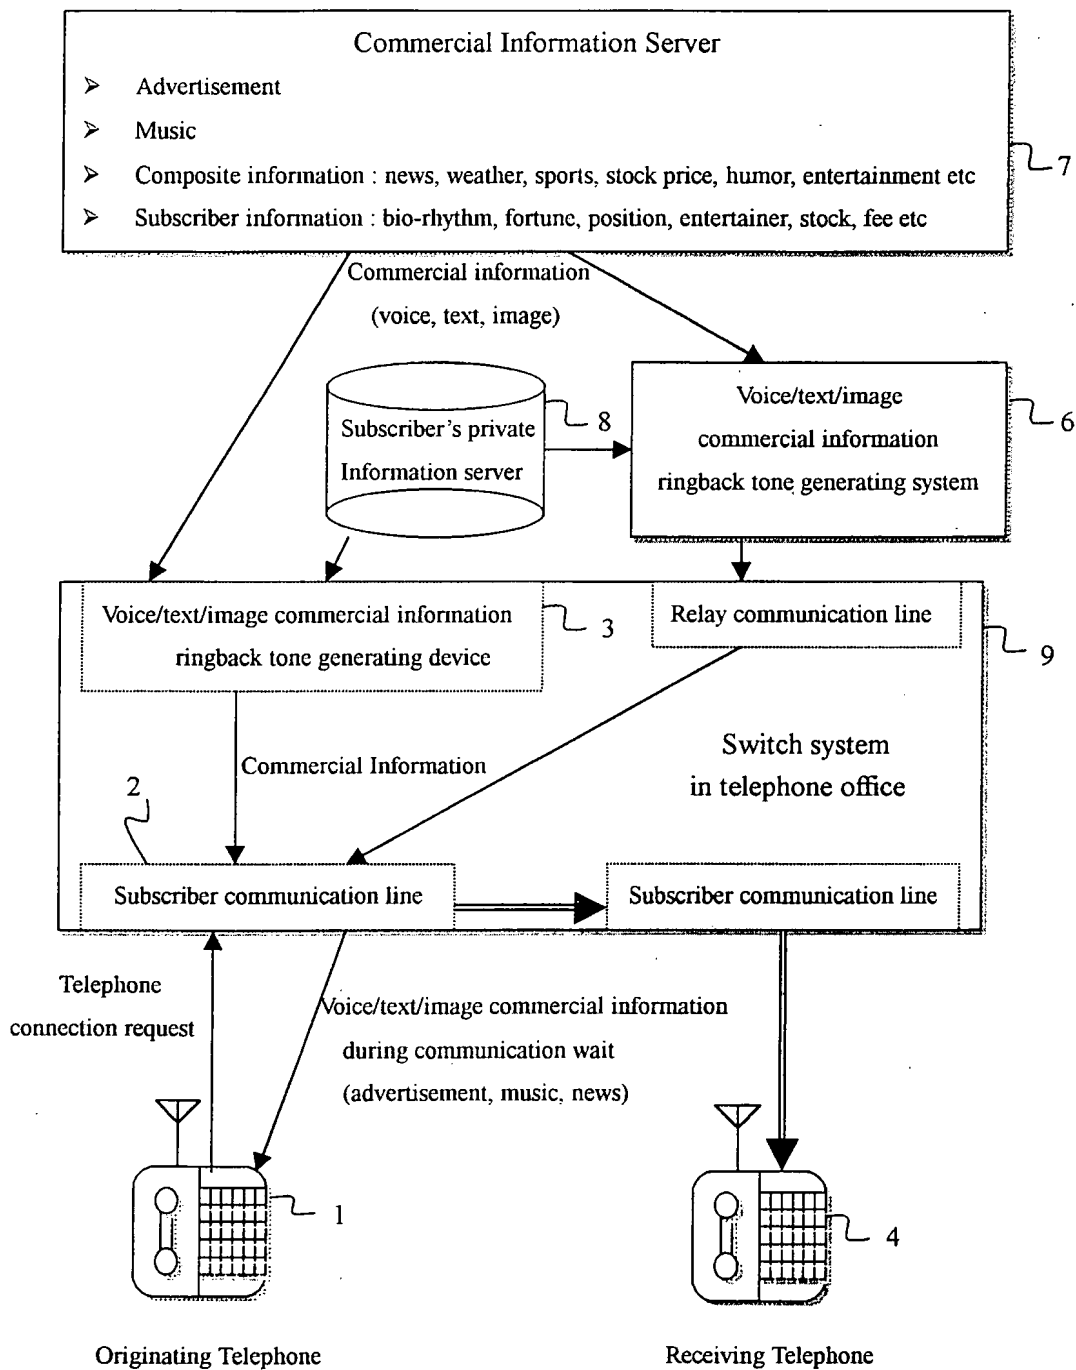 Commercial Information Server
➢ Advertisement
➢ Music
➢ Composite information : news, weather, sports, stock price, humor, entertainment etc
➢ Subscriber information : bio-rhythm, fortune, position, entertainer, stock, fee etc
7
Commercial information
(voice, text, image)
Subscriber's private
Information server
8
Voice/text/image
commercial information
ringback tone generating system
6
Voice/text/image commercial information
ringback tone generating device
3
Relay communication line
9
Switch system
in telephone office
Commercial Information
2
Subscriber communication line
Subscriber communication line
Telephone
connection request
Voice/text/image commercial information
during communication wait
(advertisement, music, news)
1
4
Originating Telephone
Receiving Telephone